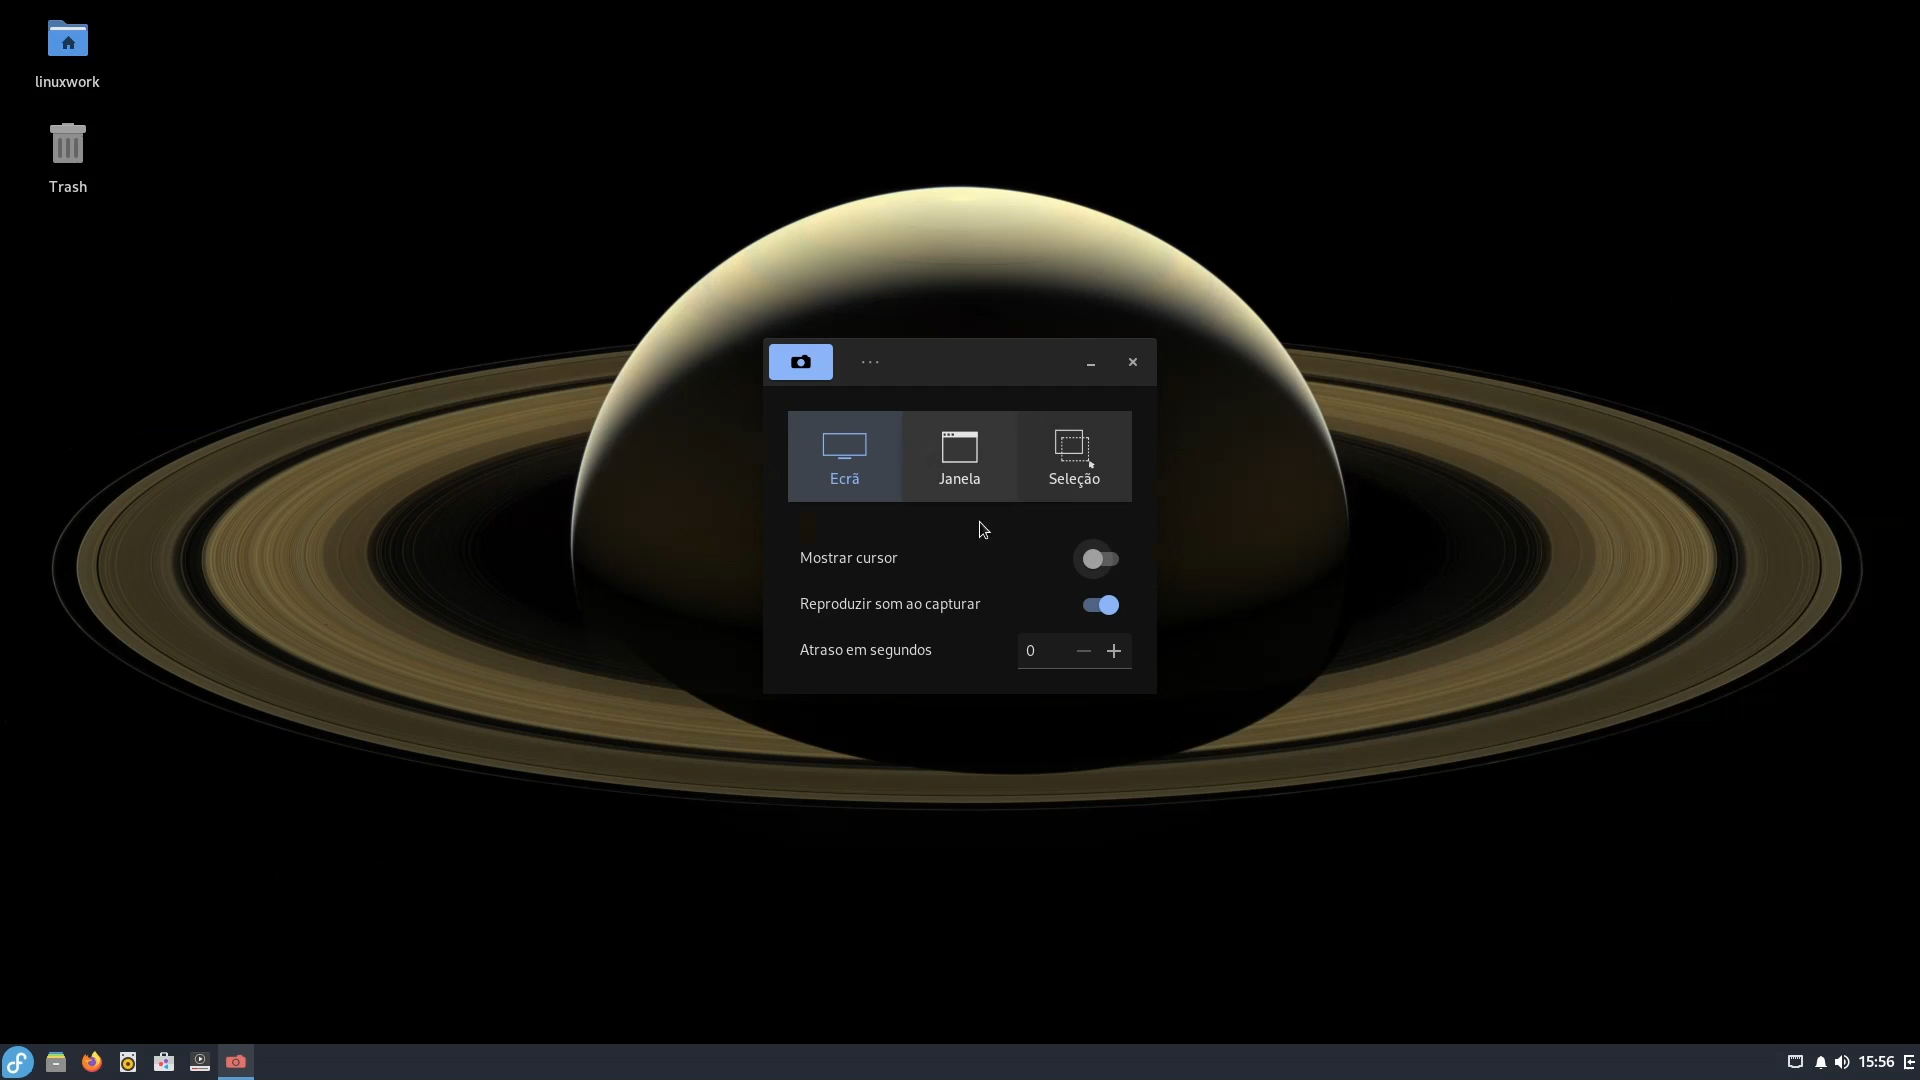 linuxwork
Trash
Ecrã
Janela
Seleção
Mostrar cursor
Reproduzir som ao capturar
Atraso em segundos
0
15:56